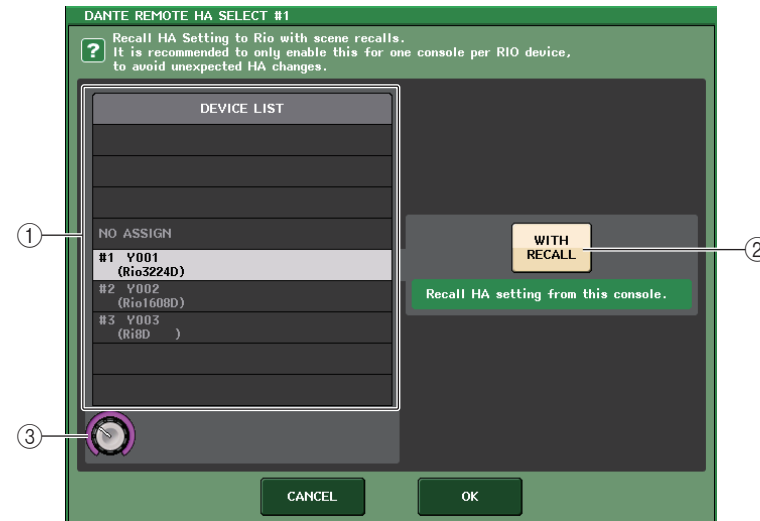 DANTE REMOTE HA SELECT #1
? Recall HA Setting to Rio with scene recalls.
It is recommended to only enable this for one console per RIO device,
to avoid unexpected HA changes.
DEVICE LIST
NO ASSIGN
#1 Y001
(Rio3224D)
#2 Y002
(Rio1608D)
#3 Y003
(Ri8D )
WITH
RECALL
Recall HA setting from this console.
①
②
③
CANCEL
OK